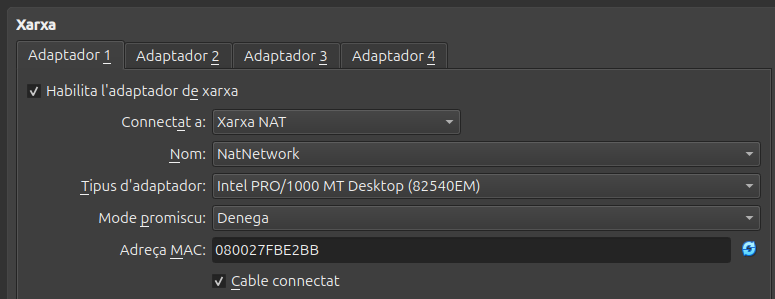 Xarxa
Adaptador 1 Adaptador 2 Adaptador 3 Adaptador 4
Habilita l'adaptador de xarxa
Connectat a: Xarxa NAT
Nom: NatNetwork
Tipus d'adaptador: Intel PRO/1000 MT Desktop (82540EM)
Mode promiscu: Denega
Adreça MAC: 080027FBE2BB
Cable connectat